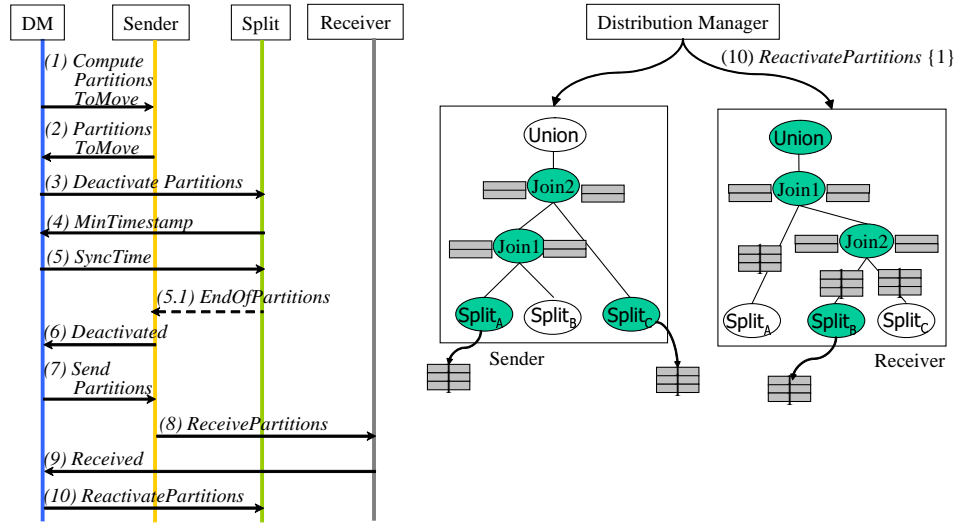 DM
Sender
Split
Receiver
(1) Compute
Partitions
ToMove
(2) Partitions
ToMove
(3) Deactivate Partitions
(4) MinTimestamp
(5) SyncTime
(5.1) EndOfPartitions
(6) Deactivated
(7) Send
Partitions
(8) ReceivePartitions
(9) Received
(10) ReactivatePartitions
Distribution Manager
(10) ReactivatePartitions {1}
Union
Join2
Join1
SplitA
SplitB
SplitC
Sender
Union
Join1
Join2
SplitA
SplitB
SplitC
Receiver